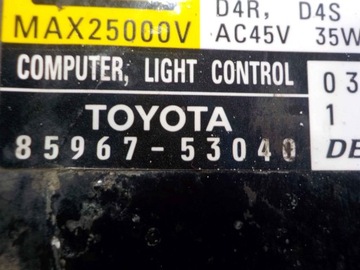 D4R, D4S
MAX25000V AC45V 35W
COMPUTER, LIGHT CONTROL
03
TOYOTA 1
85967-53040 DE